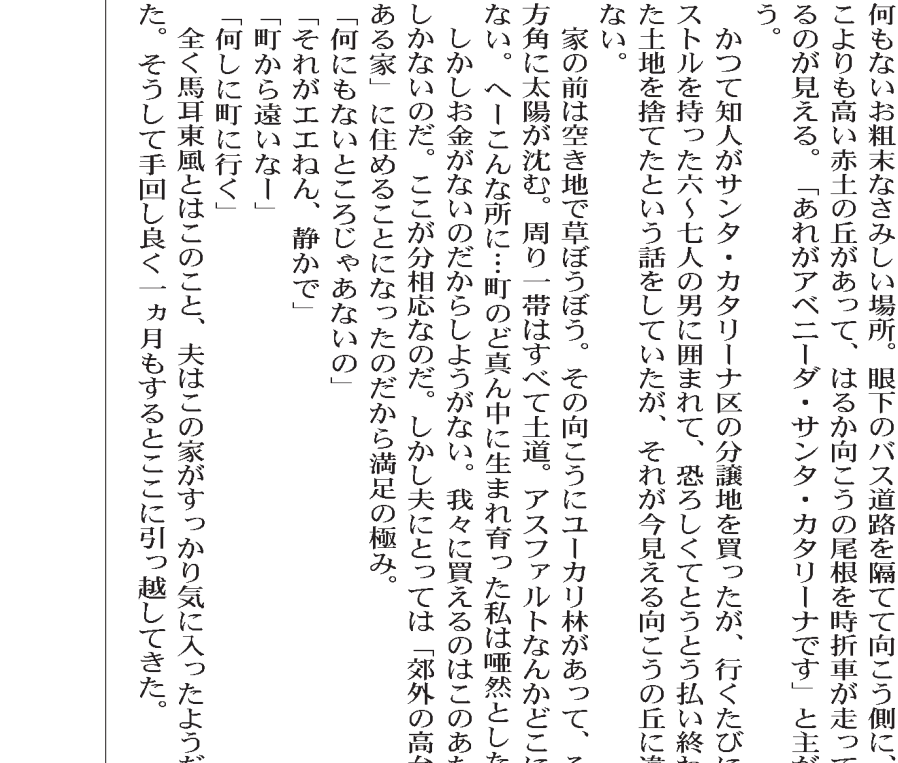 何もないお粗末なさみしい場所。眼下のバス道路を隔てて向こう側に、
こよりも高い赤土の丘があって、はるか向こうの尾根を時折車が走って
るのが見える。「あれがアベニーダ・サンタ・カタリーナです」と主が
う。
かつて知人がサンタ・カタリーナ区の分譲地を買ったが、行くたびに
ストルを持った六〜七人の男に囲まれて、恐ろしくてとうとう払い終わ
た土地を捨てたという話をしていたが、それが今見える向こうの丘に違
ない。
家の前は空き地で草ぼうぼう。その向こうにユーカリ林があって、そ
方角に太陽が沈む。周り一帯はすべて土道。アスファルトなんかどこに
ない。へーこんな所に…町のど真ん中に生まれ育った私は唖然とした
しかしお金がないのだからしようがない。我々に買えるのはこのあた
しかないのだ。ここが分相応なのだ。しかし夫にとっては「郊外の高台
ある家」に住めることになったのだから満足の極み。
「何にもないところじゃあないの」
「それがエエねん、静かで」
「町から遠いなー」
「何しに町に行く」
全く馬耳東風とはこのこと、夫はこの家がすっかり気に入ったようだ
た。そうして手回し良く一ヵ月もするとここに引っ越してきた。